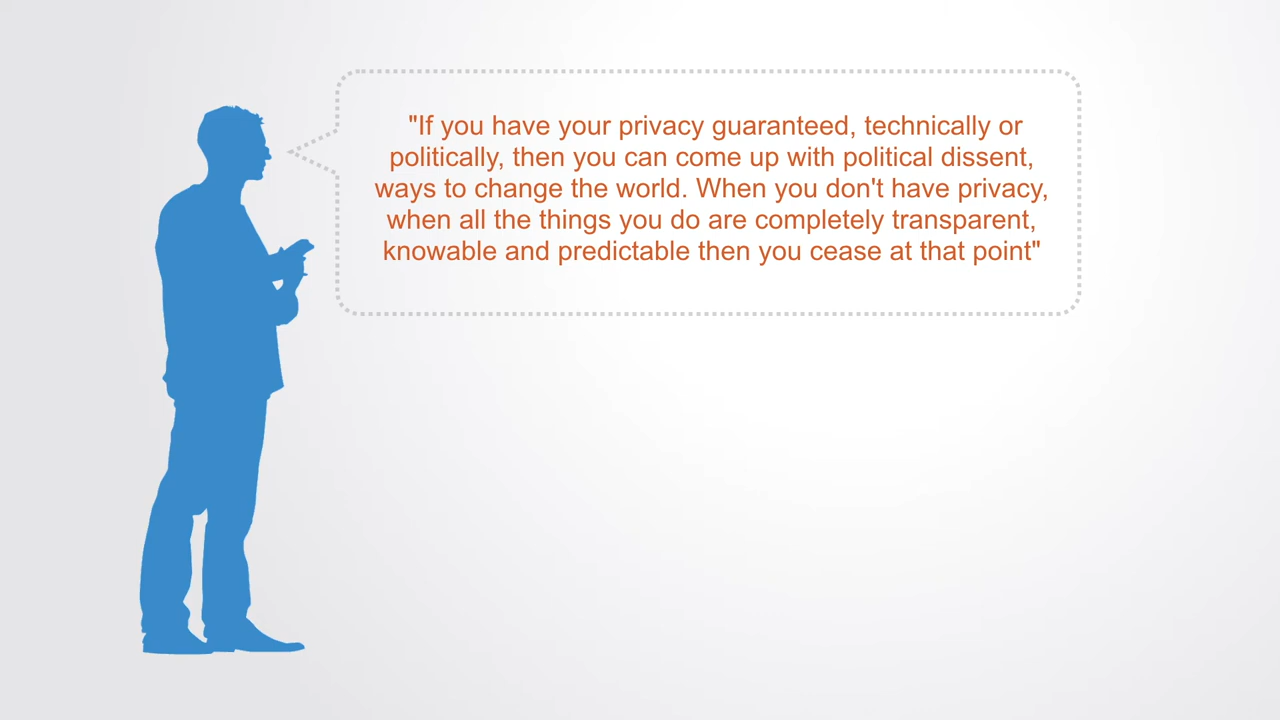 "If you have your privacy guaranteed, technically or
politically, then you can come up with political dissent,
ways to change the world. When you don't have privacy,
when all the things you do are completely transparent,
knowable and predictable then you cease at that point"